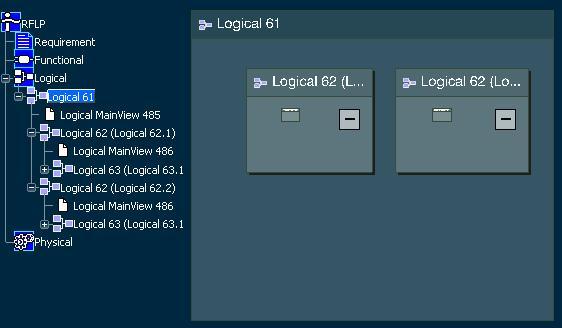 RFLP
Requirement
Functional
Logical
Logical 61
Logical MainView 485
Logical 62 (Logical 62.1)
Logical MainView 486
Logical 63 (Logical 63.1
Logical 62 (Logical 62.2)
Logical MainView 486
Logical 63 (Logical 63.1
Physical
Logical 61
Logical 62 (L...
Logical 62 (Lo...